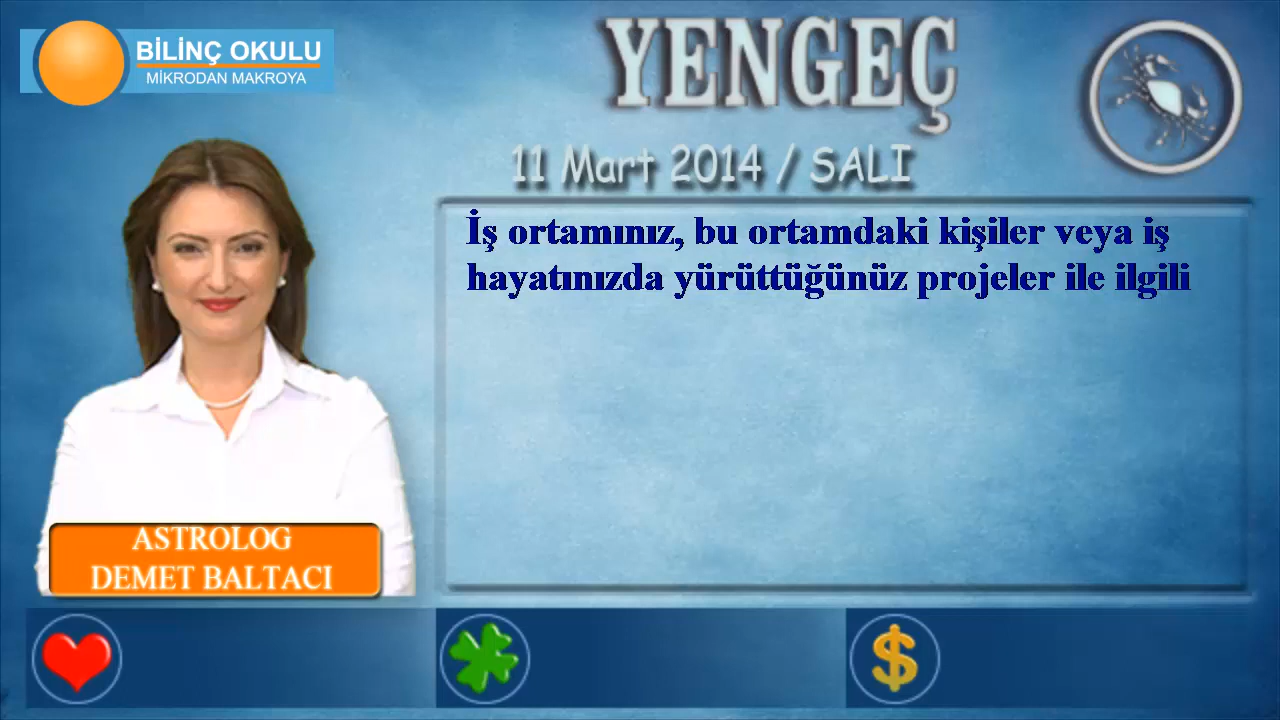 BİLİNÇ OKULU
MİKRODAN MAKROYA
YENGEÇ
11 Mart 2014 / SALI
İş ortamınız, bu ortamdaki kişiler veya iş
hayatınızda yürüttüğünüz projeler ile ilgili
ASTROLOG
DEMET BALTACI
$